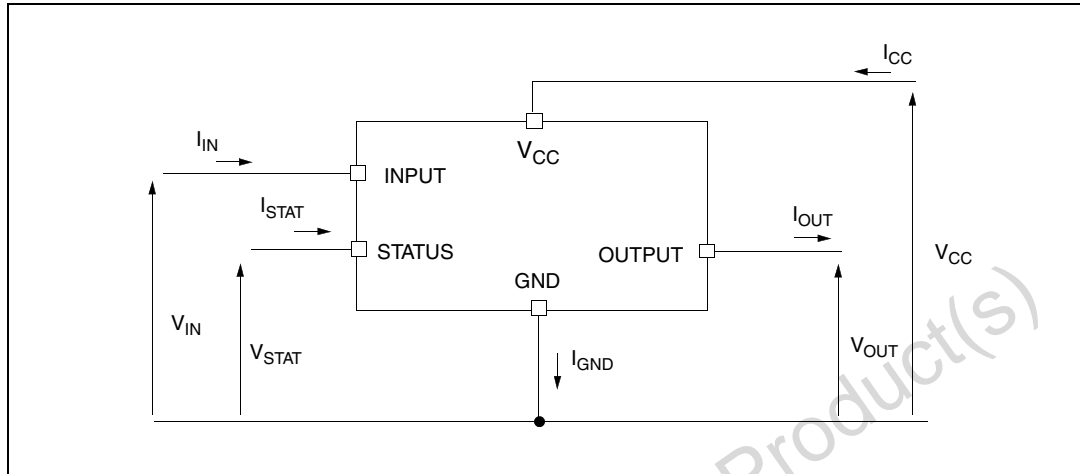 I_CC
V_CC
I_IN
INPUT
I_STAT
STATUS
I_OUT
OUTPUT
GND
V_CC
V_IN
V_STAT
I_GND
V_OUT
Product(s)